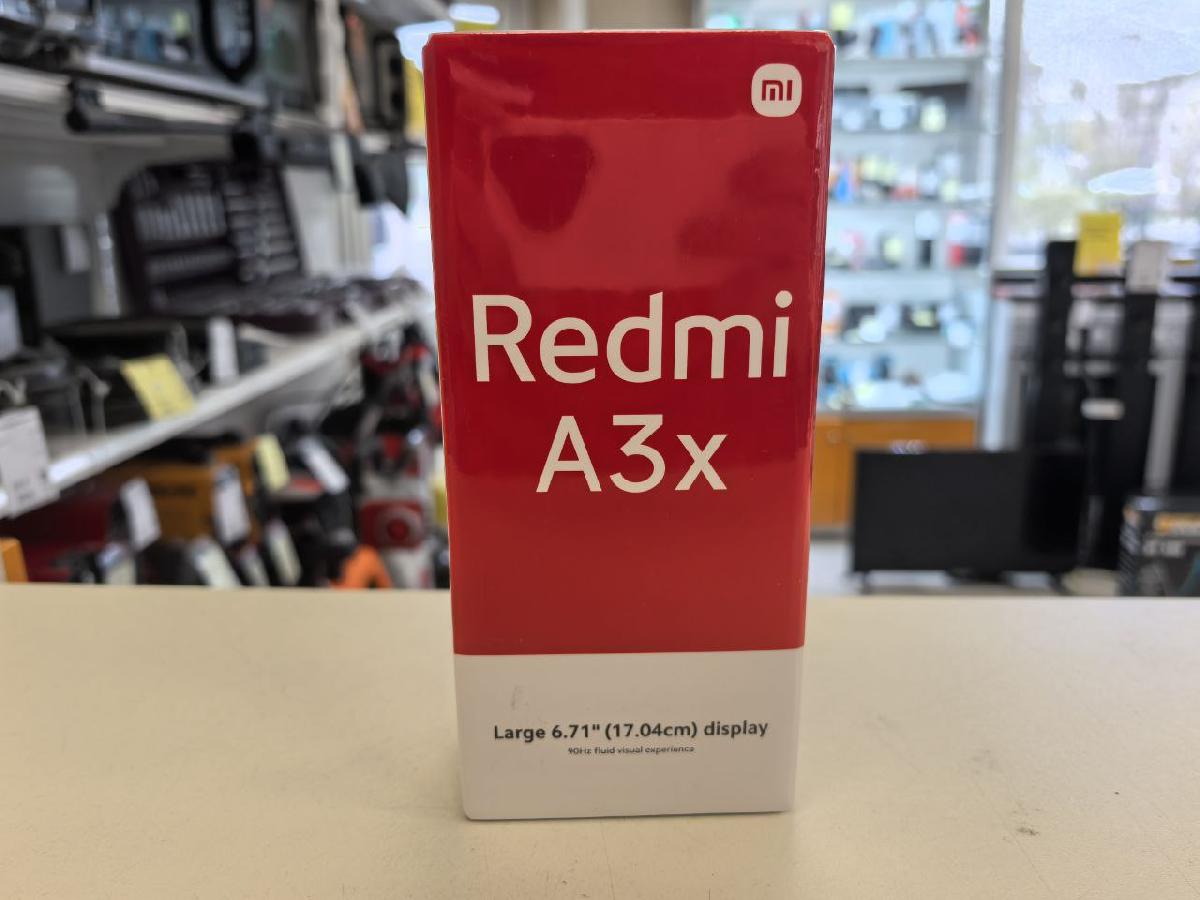 mi
Redmi
A3x
Large 6.71" (17.04cm) display
90Hz fluid visual experience